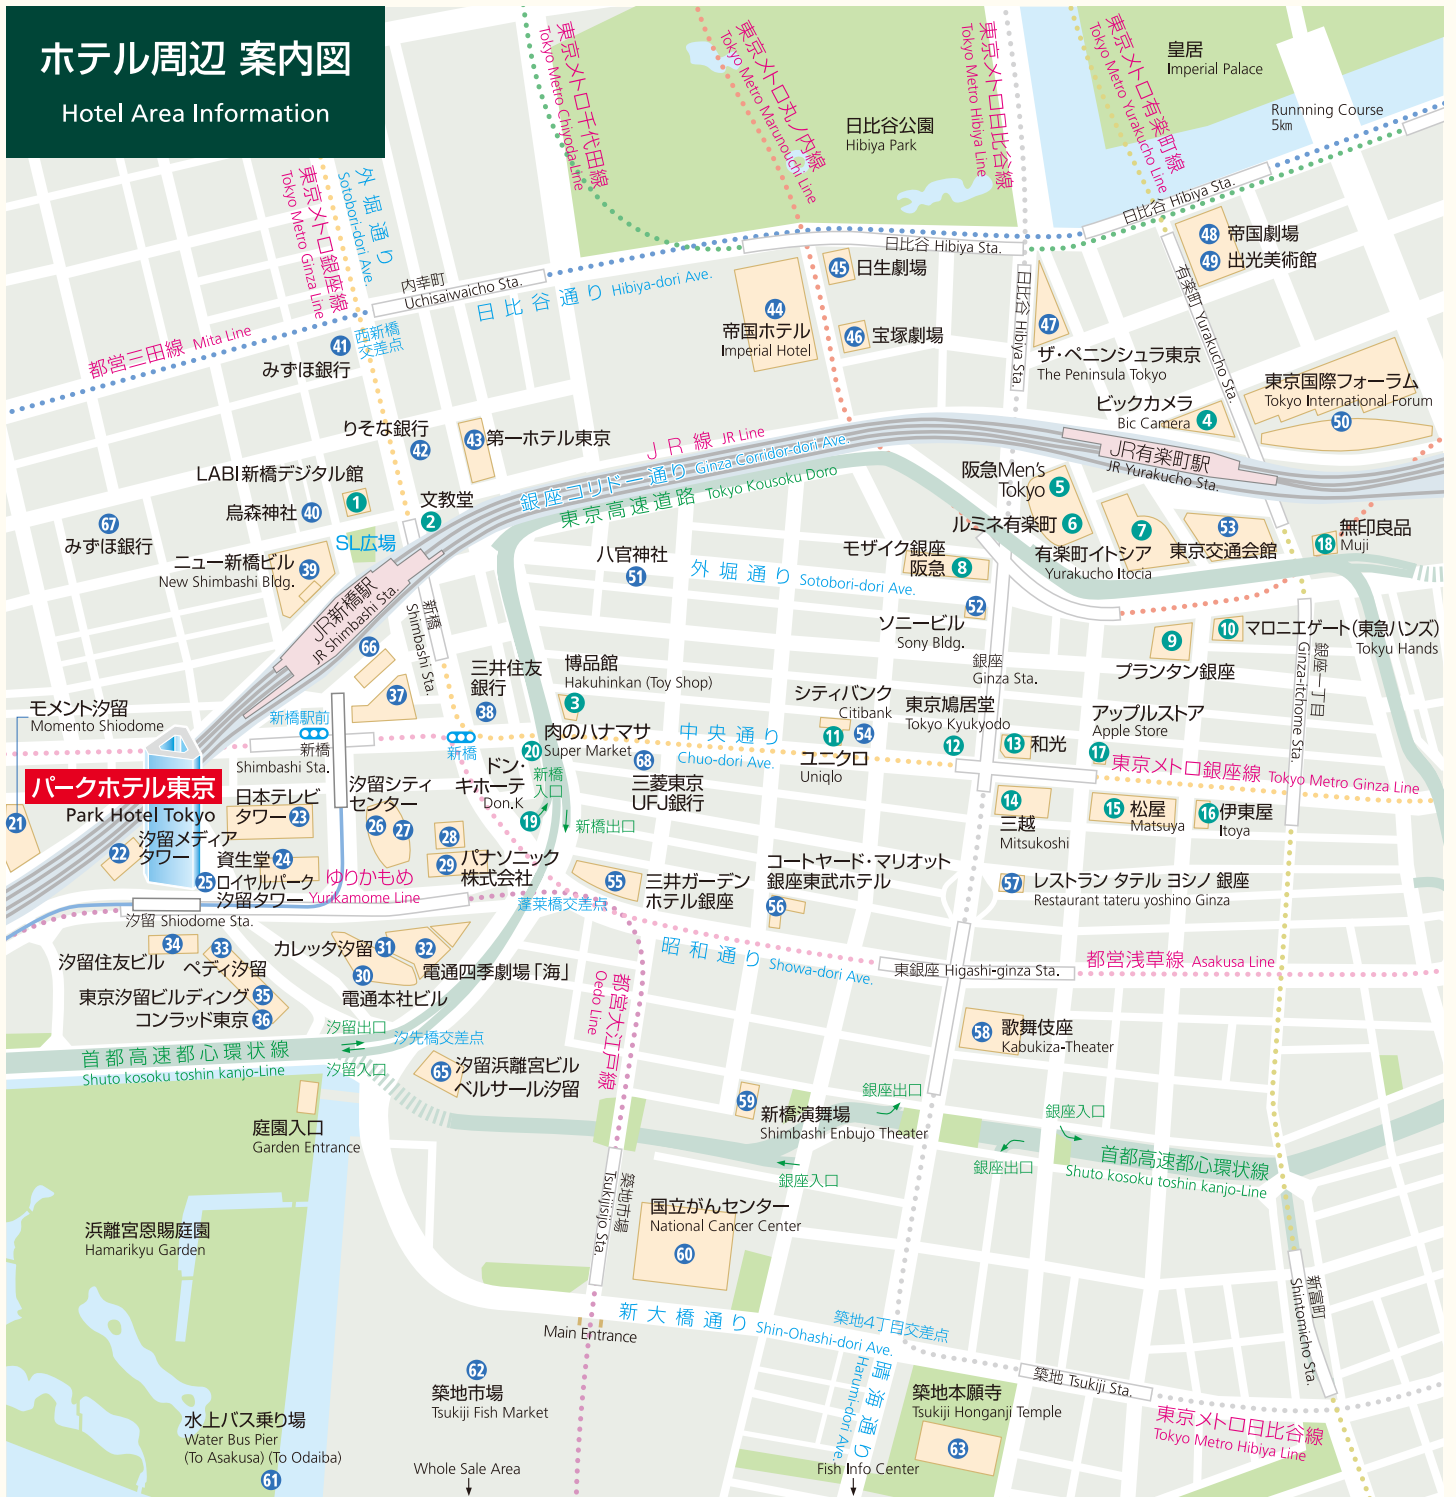 ホテル周辺 案内図
Hotel Area Information
東京メトロ千代田線
Tokyo Metro Chiyoda Line
東京メトロ丸ノ内線
Tokyo Metro Marunouchi Line
東京メトロ日比谷線
Tokyo Metro Hibiya Line
東京メトロ有楽町線
Tokyo Metro Yurakucho Line
皇居
Imperial Palace
Runnning Course
5km
日比谷公園
Hibiya Park
外堀通り
Sotobori-dori Ave.
東京メトロ銀座線
Tokyo Metro Ginza Line
内幸町
Uchisaiwaicho Sta.
日比谷通り Hibiya-dori Ave.
日比谷 Hibiya Sta.
日比谷 Hibiya Sta.
日比谷 Hibiya Sta.
有楽町 Yurakucho Sta.
48 帝国劇場
49 出光美術館
45 日生劇場
44
帝国ホテル
Imperial Hotel
46 宝塚劇場
47
ザ・ペニンシュラ東京
The Peninsula Tokyo
都営三田線 Mita Line
41
西新橋
交差点
みずほ銀行
東京国際フォーラム
Tokyo International Forum
50
ビックカメラ
Bic Camera 4
りそな銀行
42
43 第一ホテル東京
JR線 JR Line
銀座コリドー通り Ginza Corridor-dori Ave.
東京高速道路 Tokyo Kousoku Doro
JR有楽町駅
JR Yurakucho Sta.
LABI新橋デジタル館
1
文教堂
2
烏森神社 40
67
みずほ銀行
SL広場
ニュー新橋ビル
New Shimbashi Bldg. 39
JR新橋駅
JR Shimbashi Sta.
新橋
Shimbashi Sta.
阪急Men's
Tokyo 5
ルミネ有楽町 6
7
有楽町イトシア
Yurakucho Itocia
53
東京交通会館
18 無印良品
Muji
八官神社
51
外堀通り Sotobori-dori Ave.
モザイク銀座
阪急 8
52
ソニービル
Sony Bldg.
銀座
Ginza Sta.
9
プランタン銀座
10 マロニエゲート(東急ハンズ)
Tokyu Hands
銀座一丁目
Ginza-itchome Sta.
66
37
三井住友
銀行
38
博品館
Hakuhinkan (Toy Shop)
3
モメント汐留
Momento Shiodome
新橋駅前
新橋
Shimbashi Sta.
新橋
20 肉のハナマサ
Super Market
中央通り
Chuo-dori Ave.
シティバンク
Citibank
54
11
ユニクロ
Uniqlo
東京鳩居堂
Tokyo Kyukyodo
12
13 和光
アップルストア
Apple Store
17
東京メトロ銀座線 Tokyo Metro Ginza Line
パークホテル東京
Park Hotel Tokyo
21
日本テレビ
タワー 23
汐留シティ
センター
26 27
ドン・
キホーテ
Don.K
19
新橋
入口
新橋出口
68
三菱東京
UFJ銀行
14
三越
Mitsukoshi
15 松屋
Matsuya
16 伊東屋
Itoya
22 汐留メディア
タワー
資生堂 24
25 ロイヤルパーク
汐留タワー
ゆりかもめ
Yurikamome Line
28
29 パナソニック
株式会社
55 三井ガーデン
ホテル銀座
コートヤード・マリオット
銀座東武ホテル
56
57 レストラン タテル ヨシノ 銀座
Restaurant tateru yoshino Ginza
汐留 Shiodome Sta.
蓬莱橋交差点
34
汐留住友ビル
33
ペディ汐留
カレッタ汐留 31
32
30
電通四季劇場「海」
電通本社ビル
東京汐留ビルディング 35
コンラッド東京 36
昭和通り Showa-dori Ave.
東銀座 Higashi-ginza Sta.
都営浅草線 Asakusa Line
都営大江戸線
Oedo Line
汐留出口
汐留入口
汐先橋交差点
首都高速都心環状線
Shuto kosoku toshin kanjo-Line
65 汐留浜離宮ビル
ベルサール汐留
58 歌舞伎座
Kabukiza-Theater
59 新橋演舞場
Shimbashi Enbujo Theater
銀座出口
銀座入口
銀座出口
銀座入口
首都高速都心環状線
Shuto kosoku toshin kanjo-Line
庭園入口
Garden Entrance
築地市場
Tsukijisijo Sta.
国立がんセンター
National Cancer Center
60
浜離宮恩賜庭園
Hamarikyu Garden
新大橋通り Shin-Ohashi-dori Ave.
Main Entrance
築地4丁目交差点
新富町
Shintomicho Sta.
62
築地市場
Tsukiji Fish Market
晴海通り
Harumi-dori Ave.
築地 Tsukiji Sta.
築地本願寺
Tsukiji Honganji Temple
63
東京メトロ日比谷線
Tokyo Metro Hibiya Line
水上バス乗り場
Water Bus Pier
(To Asakusa) (To Odaiba)
61
Whole Sale Area
Fish Info Center